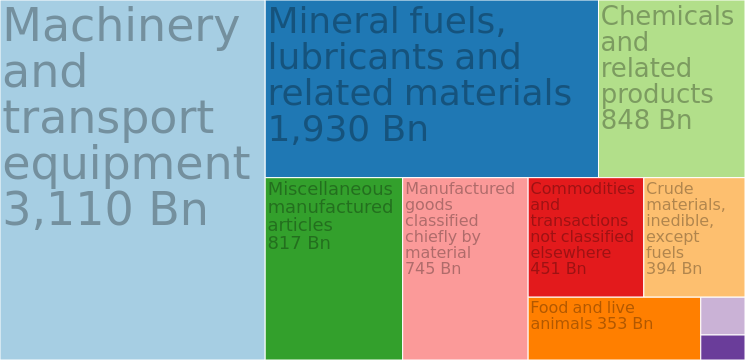 Machinery
and
transport
equipment
3,110 Bn
Mineral fuels,
lubricants and
related materials
1,930 Bn
Chemicals
and
related
products
848 Bn
Miscellaneous
manufactured
articles
817 Bn
Manufactured
goods
classified
chiefly by
material
745 Bn
Commodities
and
transactions
not classified
elsewhere
451 Bn
Crude
materials,
inedible,
except
fuels
394 Bn
Food and live
animals 353 Bn